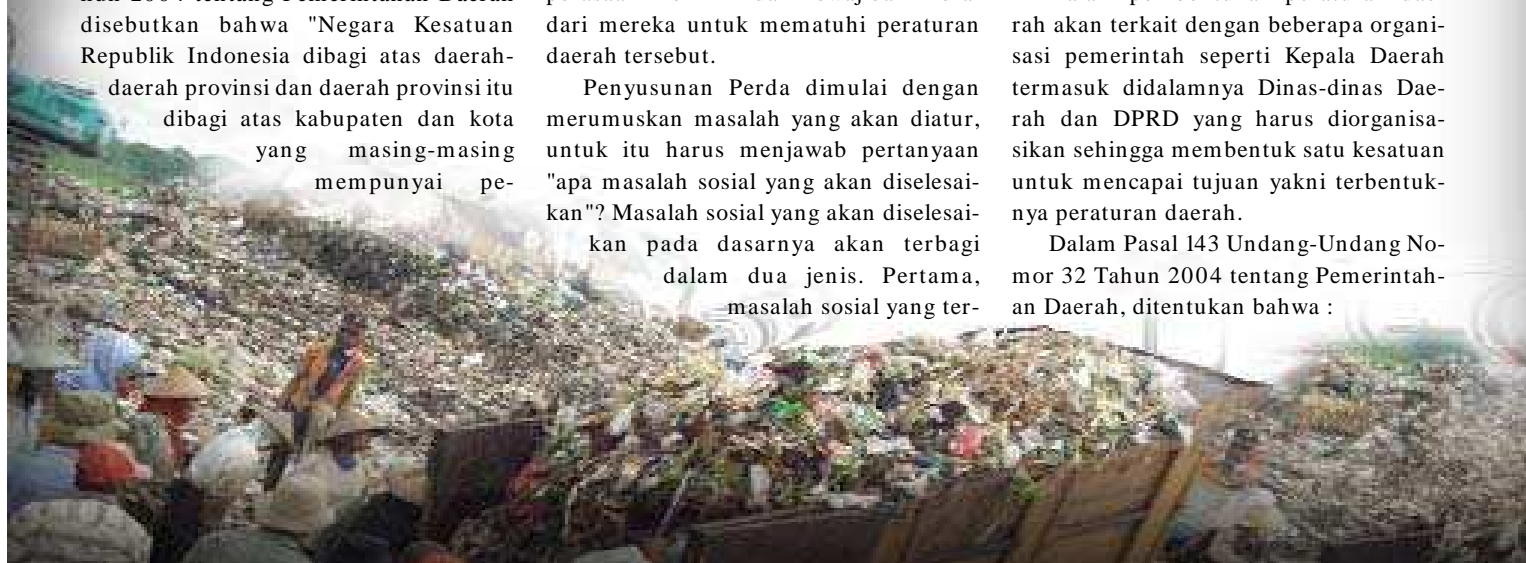 disebutkan bahwa "Negara Kesatuan
Republik Indonesia dibagi atas daerah-
daerah provinsi dan daerah provinsi itu
dibagi atas kabupaten dan kota
yang masing-masing
mempunyai pe-
dari mereka untuk mematuhi peraturan
daerah tersebut.
Penyusunan Perda dimulai dengan
merumuskan masalah yang akan diatur,
untuk itu harus menjawab pertanyaan
"apa masalah sosial yang akan diselesai-
kan"? Masalah sosial yang akan diselesai-
kan pada dasarnya akan terbagi
dalam dua jenis. Pertama,
masalah sosial yang ter-
rah akan terkait dengan beberapa organi-
sasi pemerintah seperti Kepala Daerah
termasuk didalamnya Dinas-dinas Dae-
rah dan DPRD yang harus diorganisa-
sikan sehingga membentuk satu kesatuan
untuk mencapai tujuan yakni terbentuk-
nya peraturan daerah.
Dalam Pasal 143 Undang-Undang No-
mor 32 Tahun 2004 tentang Pemerintah-
an Daerah, ditentukan bahwa :